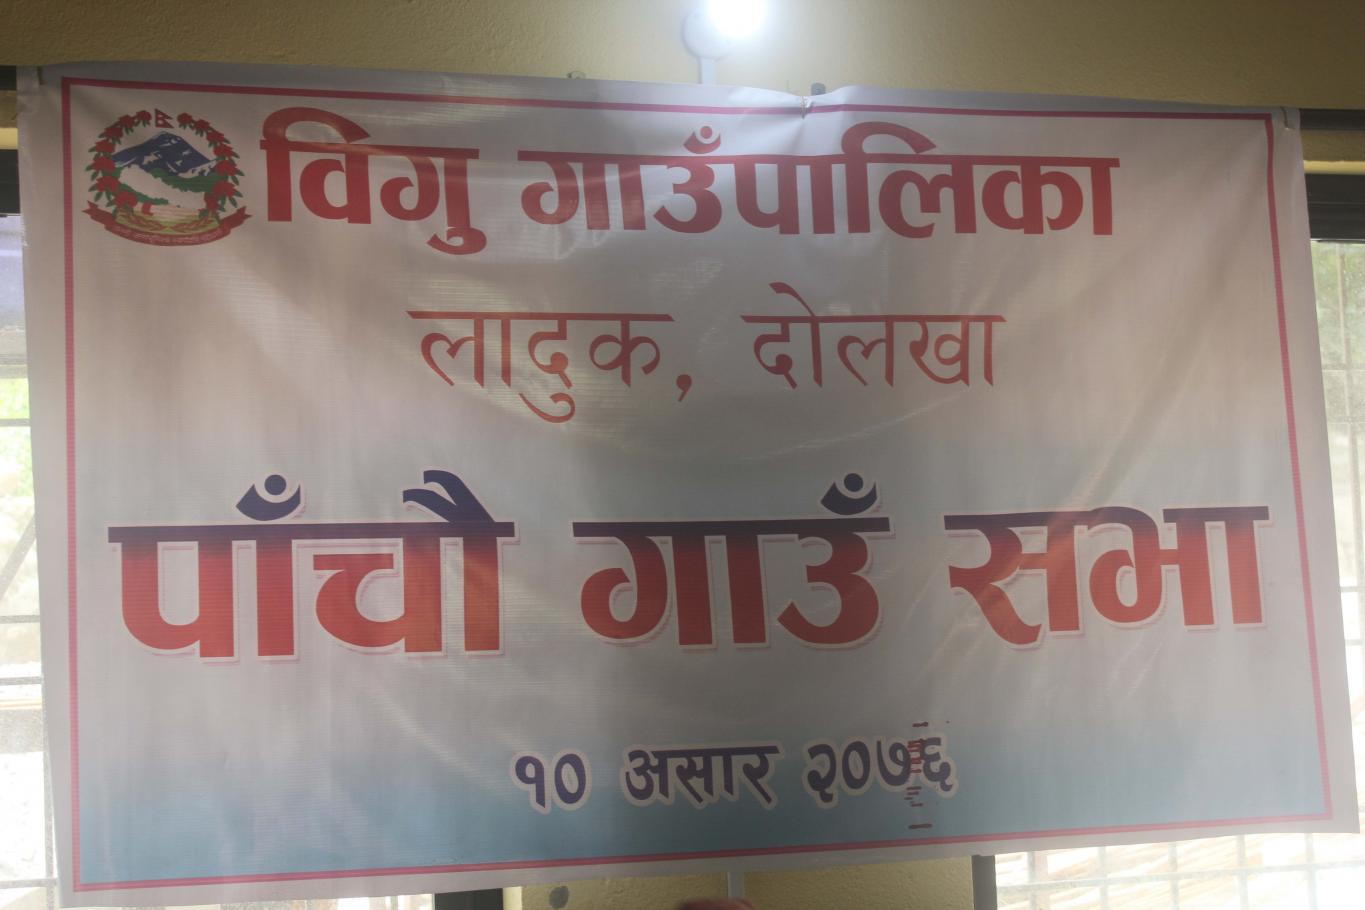 विगु गाउँपालिका
लादुक, दोलखा
पाँचौ गाउँ सभा
१० असार २०७६